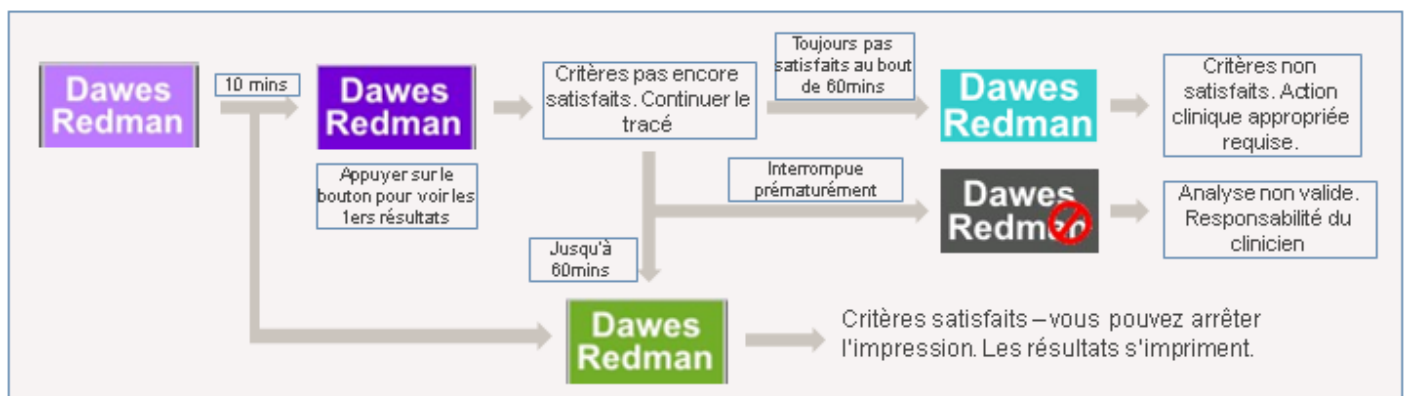 Dawes
Redman
10 mins
Dawes
Redman
Appuyer sur le
bouton pour voir les
1ers résultats
Critères pas encore
satisfaits. Continuer le
tracé
Toujours pas
satisfaits au bout
de 60mins
Dawes
Redman
Critères non
satisfaits. Action
clinique appropriée
requise.
Interrompue
prématurément
Dawes
Redman
Analyse non valide.
Responsabilité du
clinicien
Jusqu'à
60mins
Dawes
Redman
Critères satisfaits – vous pouvez arrêter
l'impression. Les résultats s'impriment.